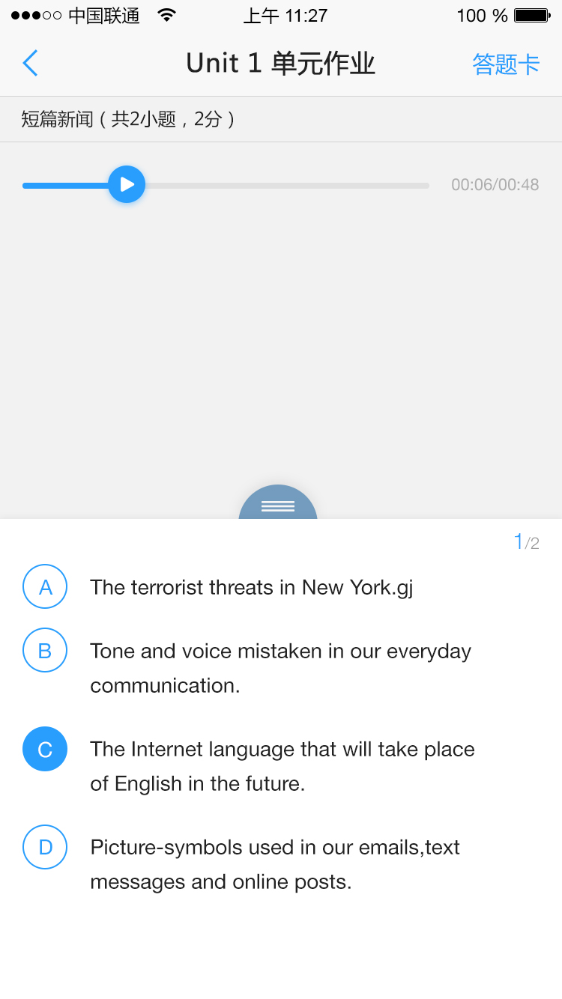 中国联通 上午 11:27 100 %
Unit 1 单元作业 答题卡
短篇新闻（共2小题，2分）
00:06/00:48
1/2
A The terrorist threats in New York.gj
B Tone and voice mistaken in our everyday
communication.
C The Internet language that will take place
of English in the future.
D Picture-symbols used in our emails,text
messages and online posts.